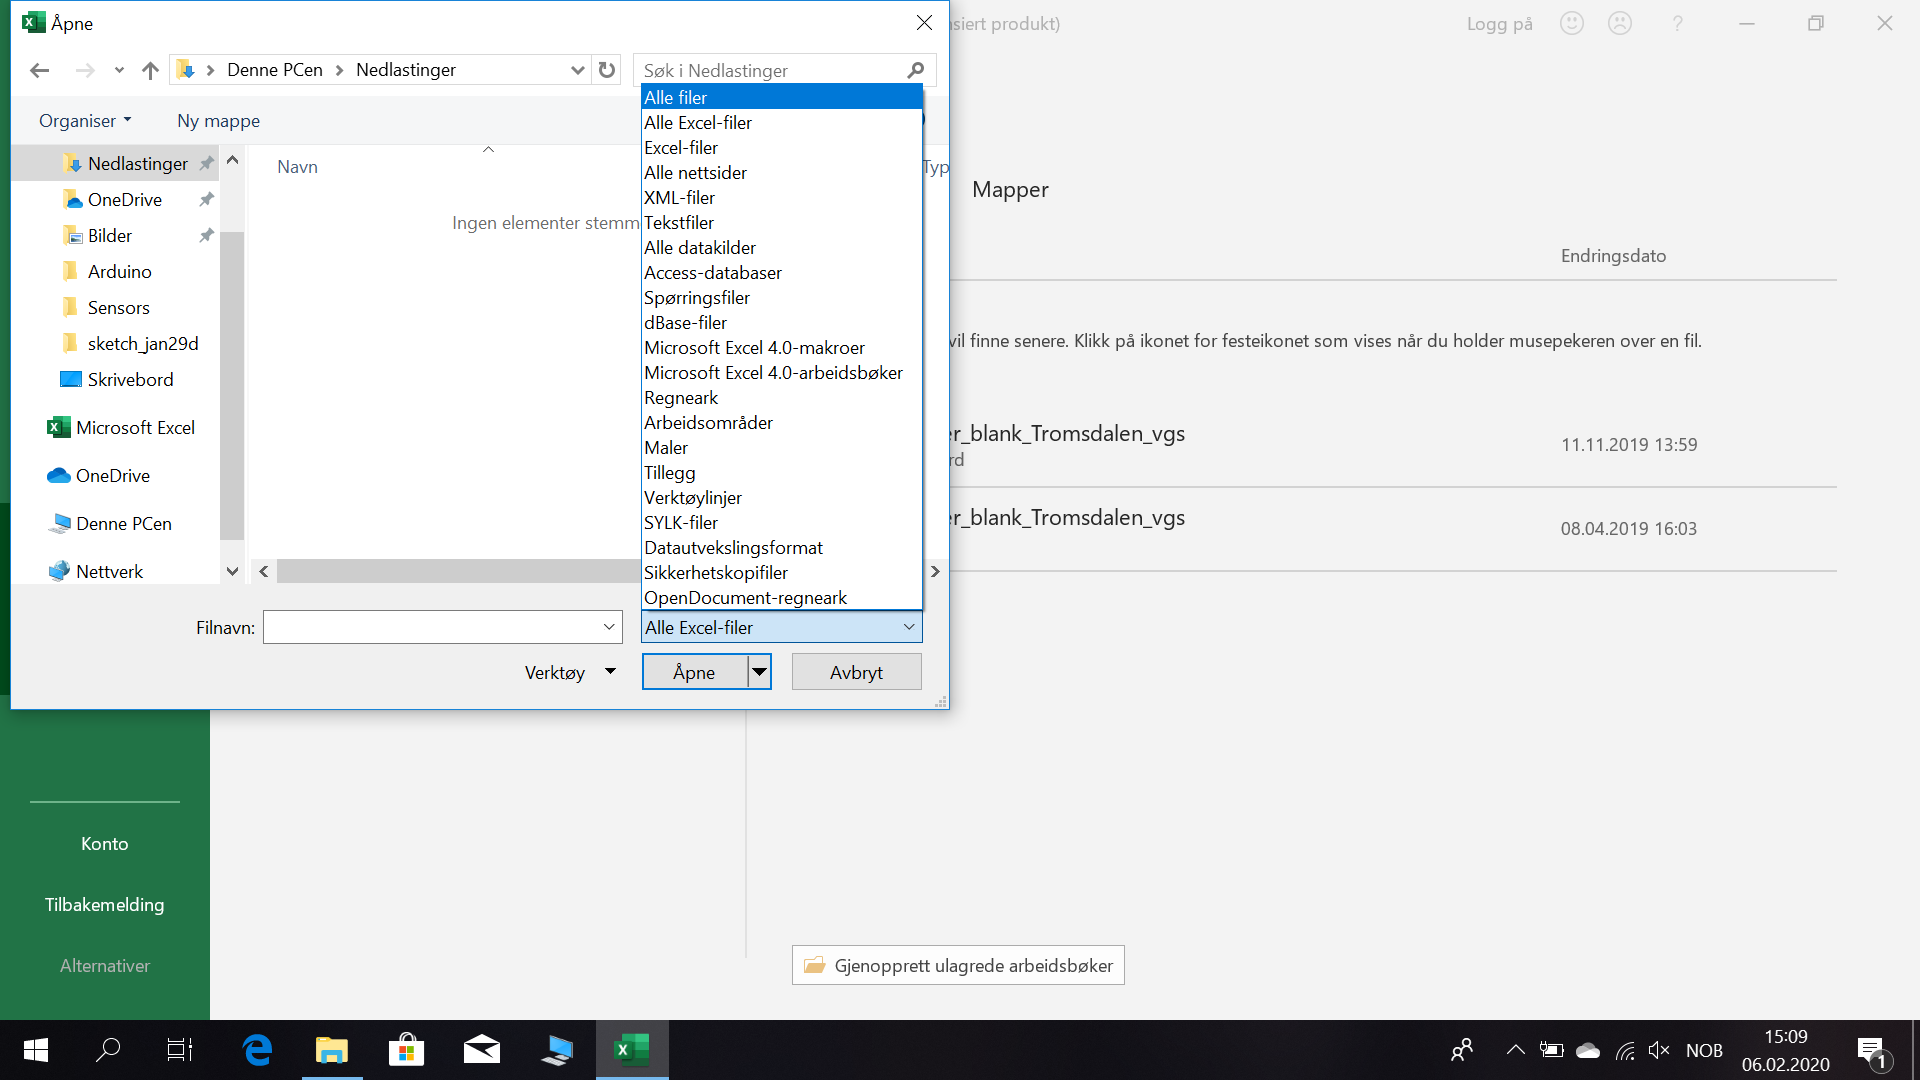 Åpne
siert produkt)
Logg på
?
Denne PCen
Nedlastinger
Søk i Nedlastinger
Organiser
Ny mappe
Nedlastinger
OneDrive
Bilder
Arduino
Sensors
sketch_jan29d
Skrivebord
Microsoft Excel
OneDrive
Denne PCen
Nettverk
Navn
Typ
Ingen elementer stemm
Alle filer
Alle Excel-filer
Excel-filer
Alle nettsider
XML-filer
Tekstfiler
Alle datakilder
Access-databaser
Spørringsfiler
dBase-filer
Microsoft Excel 4.0-makroer
Microsoft Excel 4.0-arbeidsbøker
Regneark
Arbeidsområder
Maler
Tillegg
Verktøylinjer
SYLK-filer
Datautvekslingsformat
Sikkerhetskopifiler
OpenDocument-regneark
Filnavn:
Alle Excel-filer
Verktøy
Åpne
Avbryt
Mapper
Endringsdato
vil finne senere. Klikk på ikonet for festeikonet som vises når du holder musepekeren over en fil.
er_blank_Tromsdalen_vgs
rd
11.11.2019 13:59
er_blank_Tromsdalen_vgs
08.04.2019 16:03
Konto
Tilbakemelding
Alternativer
Gjenopprett ulagrede arbeidsbøker
NOB
15:09
06.02.2020
1